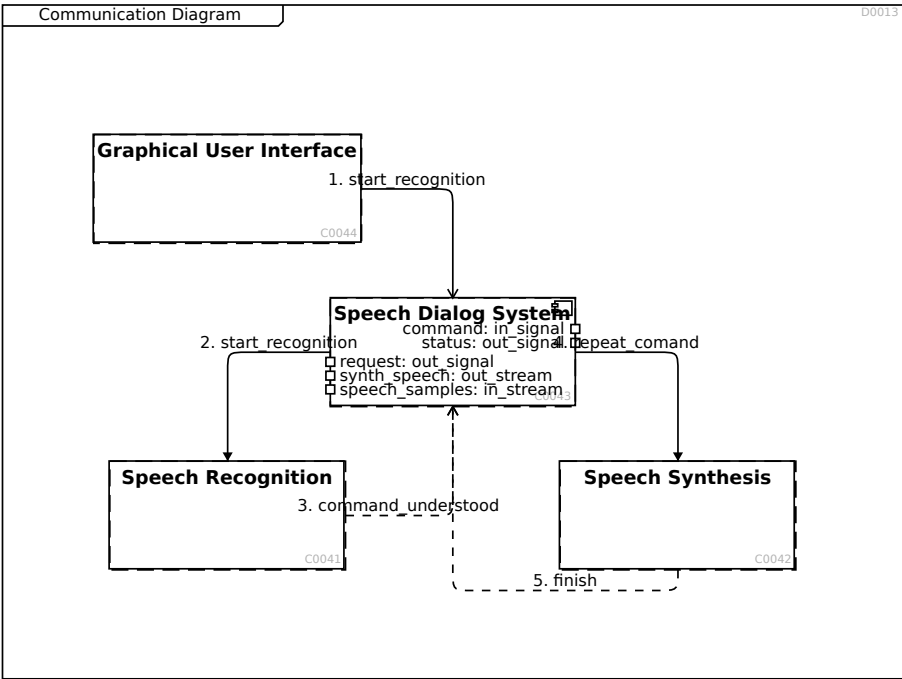 Communication Diagram
D0013
Graphical User Interface
1. start_recognition
C0044
Speech Dialog System
command: in_signal
status: out_signal
2. start_recognition
4. repeat_comand
request: out_signal
synth_speech: out_stream
speech_samples: in_stream
C0043
Speech Recognition
Speech Synthesis
3. command_understood
C0041
C0042
5. finish